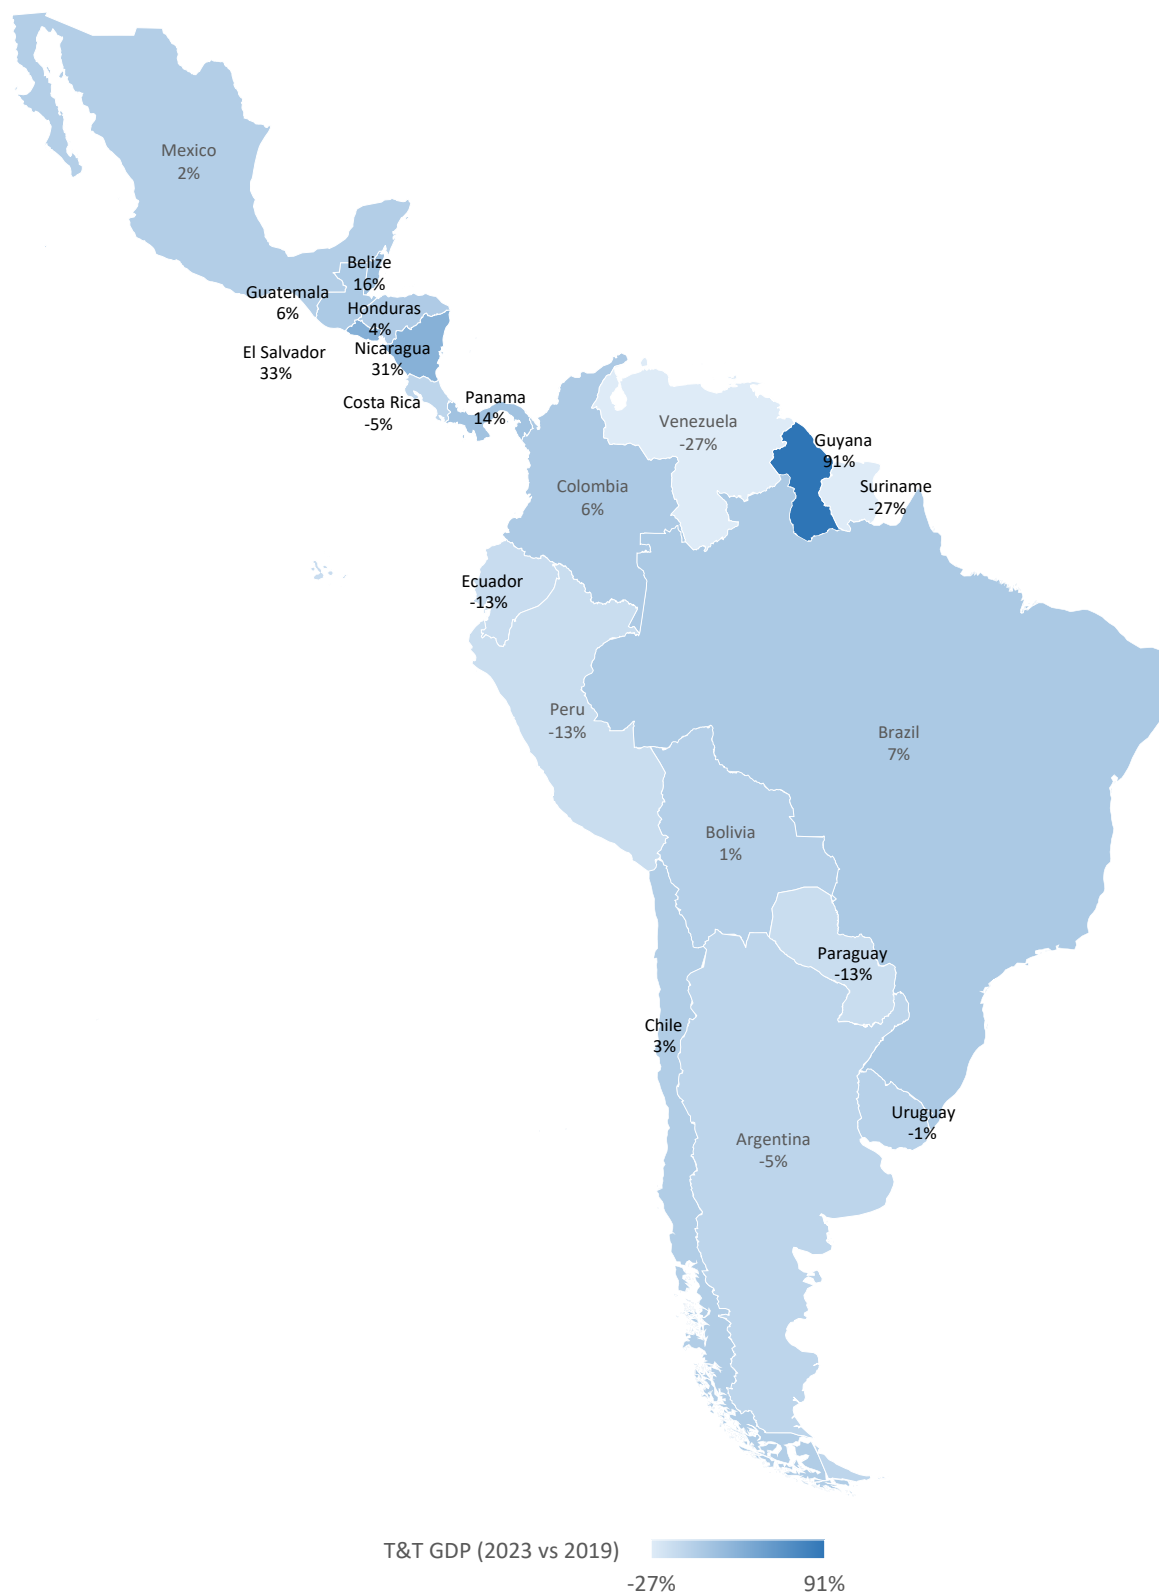 Mexico
2%
Belize
16%
Guatemala
6%
Honduras
4%
El Salvador
33%
Nicaragua
31%
Costa Rica
-5%
Panama
14%
Venezuela
-27%
Guyana
91%
Suriname
-27%
Colombia
6%
Ecuador
-13%
Peru
-13%
Brazil
7%
Bolivia
1%
Paraguay
-13%
Chile
3%
Uruguay
-1%
Argentina
-5%
T&T GDP (2023 vs 2019)
-27% 91%